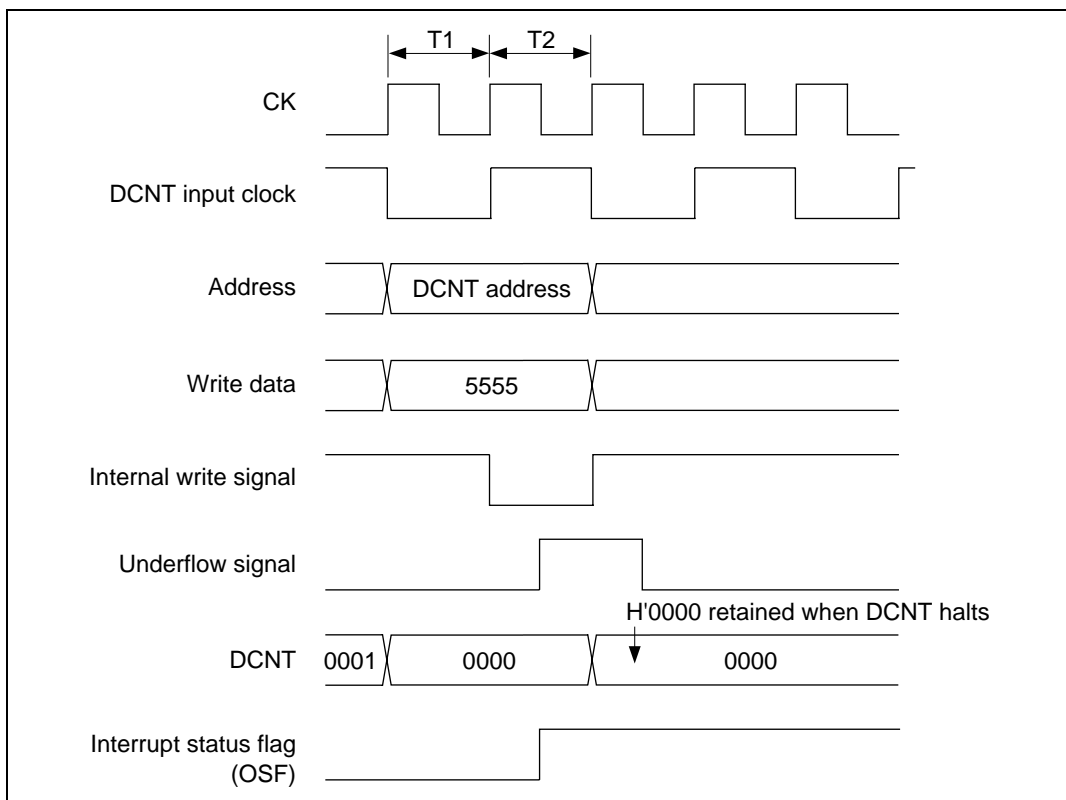 T1 T2
CK
DCNT input clock
Address DCNT address
Write data 5555
Internal write signal
Underflow signal
H'0000 retained when DCNT halts
DCNT 0001 0000 0000
Interrupt status flag
(OSF)